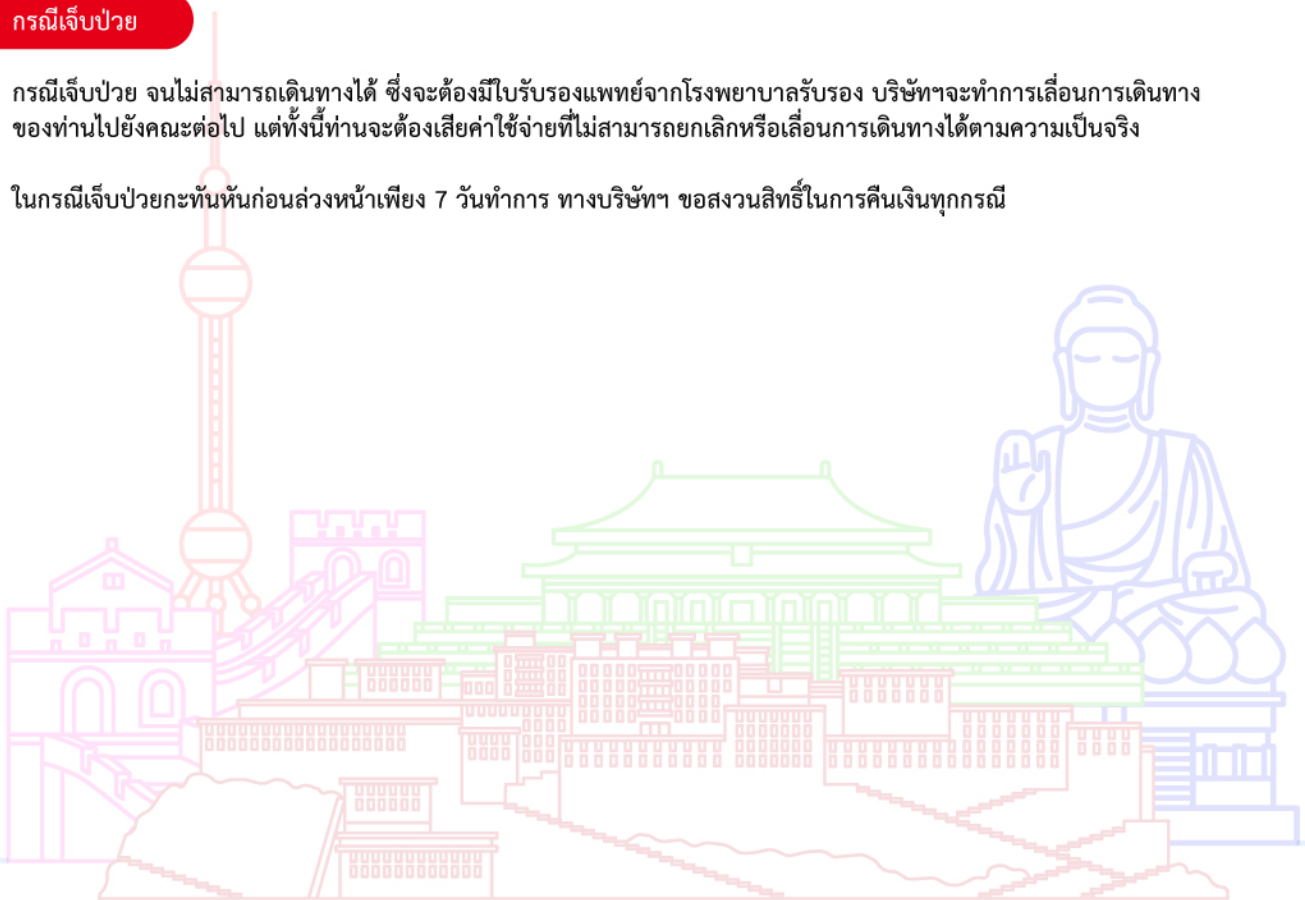 กรณีเจ็บป่วย
กรณีเจ็บป่วย จนไม่สามารถเดินทางได้ ซึ่งจะต้องมีใบรับรองแพทย์จากโรงพยาบาลรับรอง บริษัทฯจะทำการเลื่อนการเดินทาง
ของท่านไปยังคณะต่อไป แต่ทั้งนี้ท่านจะต้องเสียค่าใช้จ่ายที่ไม่สามารถยกเลิกหรือเลื่อนการเดินทางได้ตามความเป็นจริง
ในกรณีเจ็บป่วยกะทันหันก่อนล่วงหน้าเพียง 7 วันทำการ ทางบริษัทฯ ขอสงวนสิทธิ์ในการคืนเงินทุกกรณี